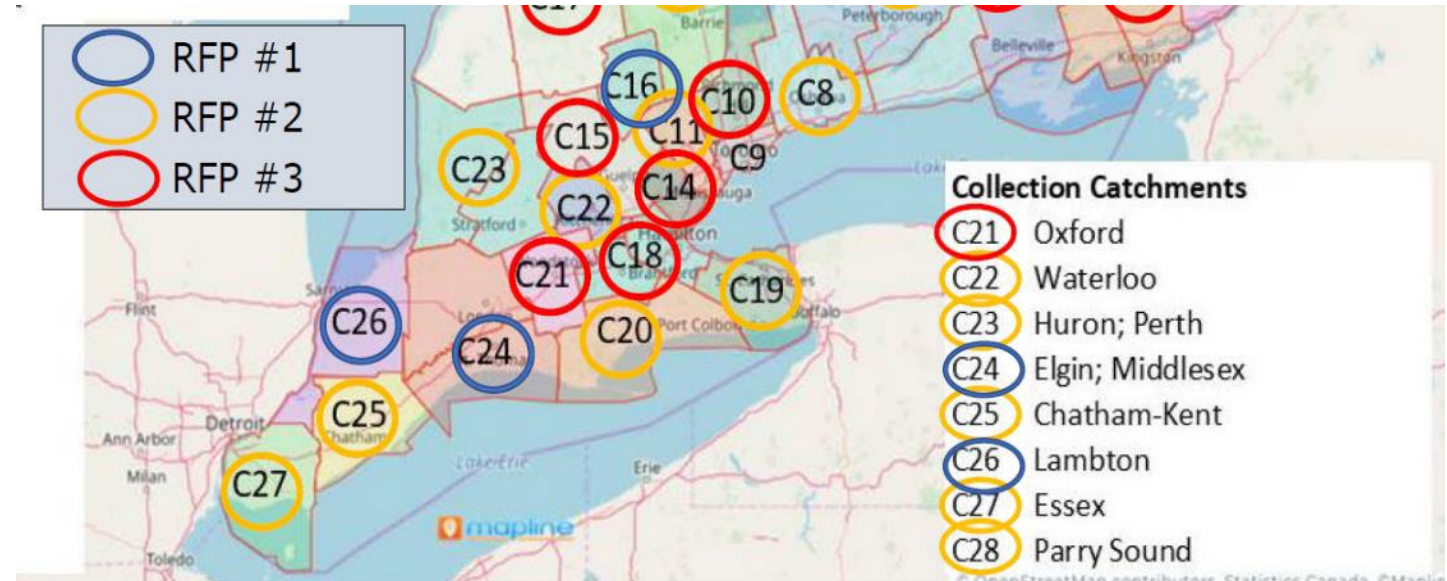 RFP #1
RFP #2
RFP #3
Barrie
Peterborough
Belleville
Kingston
C16
C10
C8
C15
C11
Toronto
C9
C23
C14
C22
Stratford
Hamilton
C18
C21
C19
Flint
C26
C24
C20
Port Colborne
Buffalo
Detroit
C25
Chatham
Ann Arbor
Milan
Lake Erie
Erie
C27
Toledo
mapline
Collection Catchments
C21 Oxford
C22 Waterloo
C23 Huron; Perth
C24 Elgin; Middlesex
C25 Chatham-Kent
C26 Lambton
C27 Essex
C28 Parry Sound